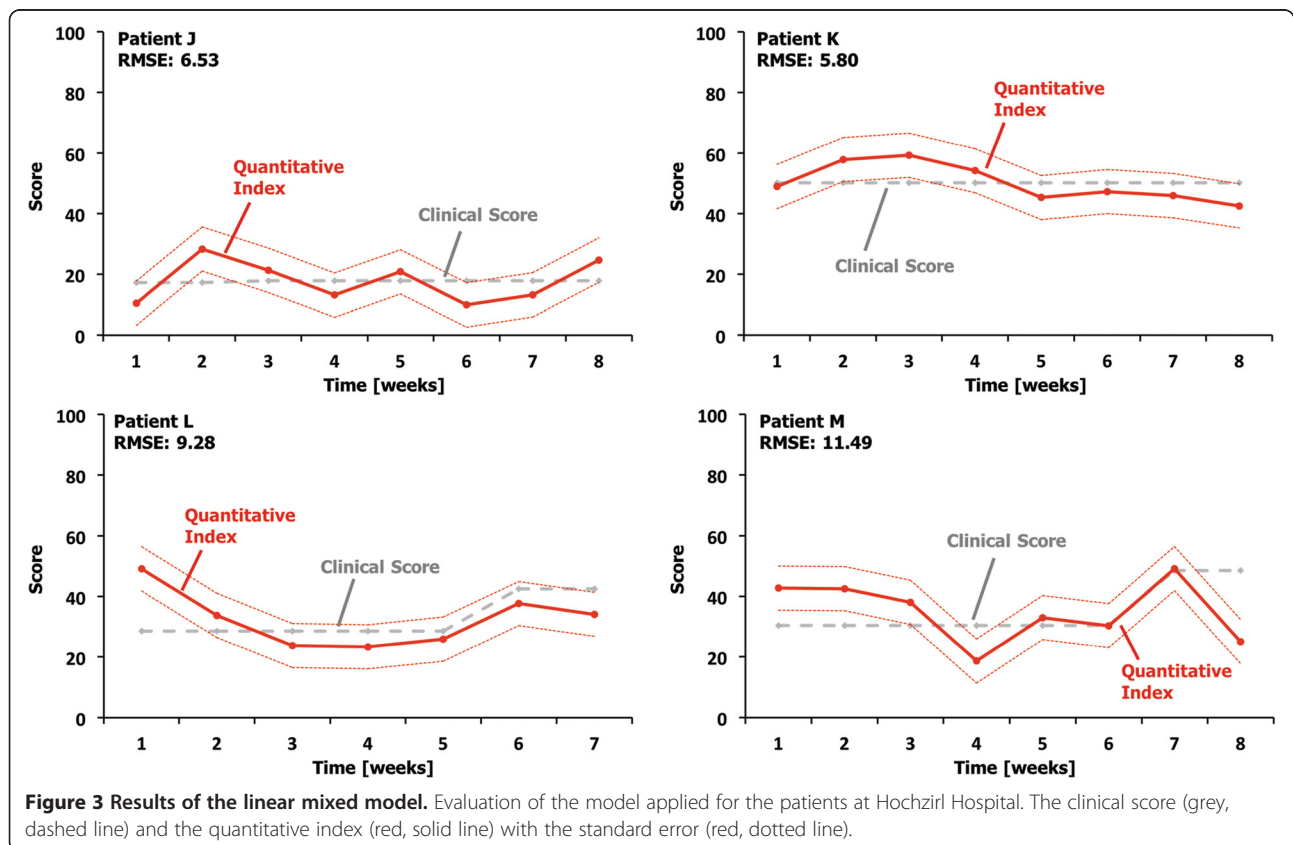 Patient J
RMSE: 6.53
100
80
60
40
20
0
Score
Quantitative
Index
Clinical Score
1 2 3 4 5 6 7 8
Time [weeks]
Patient K
RMSE: 5.80
100
80
60
40
20
0
Score
Quantitative
Index
Clinical Score
1 2 3 4 5 6 7 8
Time [weeks]
Patient L
RMSE: 9.28
100
80
60
40
20
0
Score
Quantitative
Index
Clinical Score
1 2 3 4 5 6 7
Time [weeks]
Patient M
RMSE: 11.49
100
80
60
40
20
0
Score
Clinical Score
Quantitative
Index
1 2 3 4 5 6 7 8
Time [weeks]
Figure 3 Results of the linear mixed model. Evaluation of the model applied for the patients at Hochzirl Hospital. The clinical score (grey,
dashed line) and the quantitative index (red, solid line) with the standard error (red, dotted line).